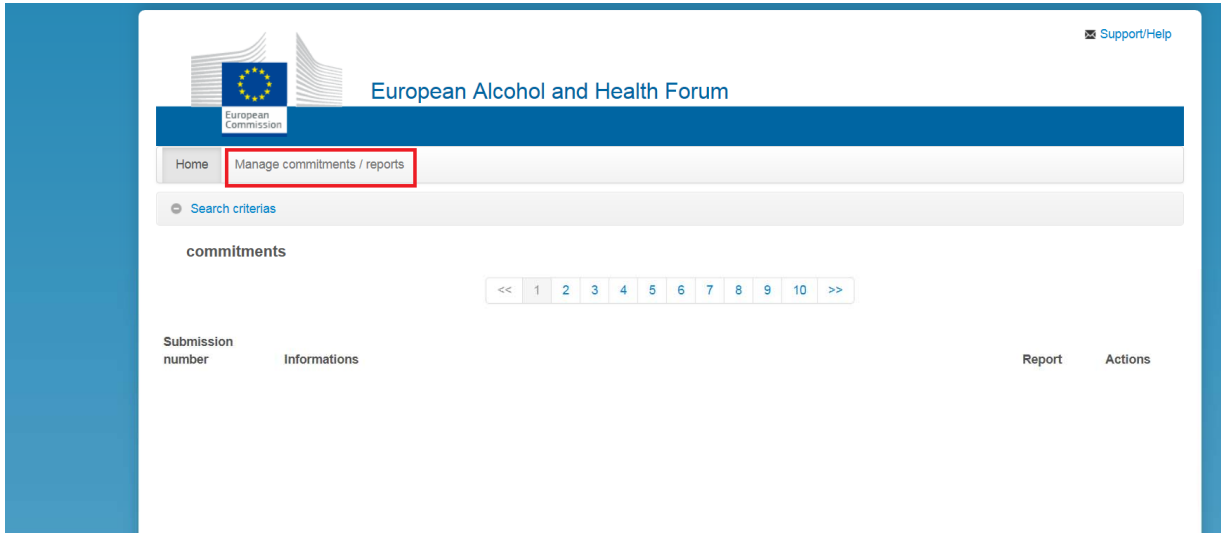 Support/Help
European Alcohol and Health Forum
European
Commission
Home Manage commitments / reports
Search criterias
commitments
<< 1 2 3 4 5 6 7 8 9 10 >>
Submission
number Informations Report Actions